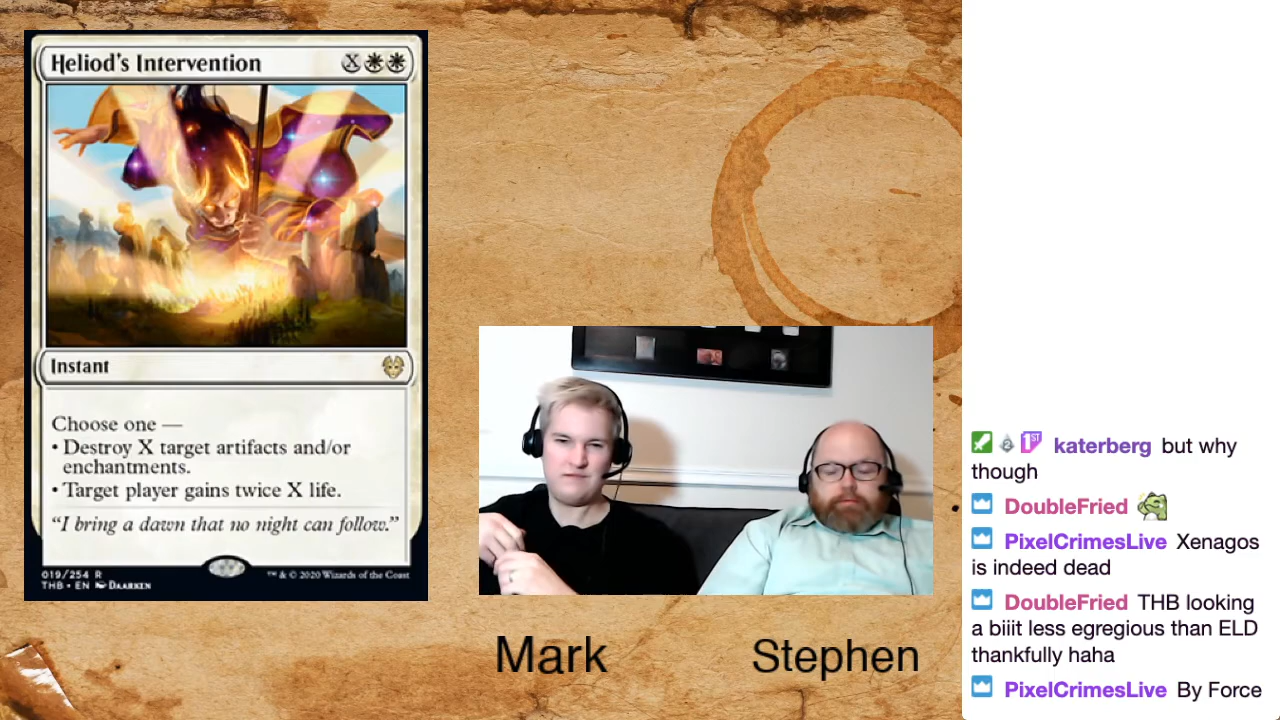 Heliod's Intervention X
Instant
Choose one —
• Destroy X target artifacts and/or
enchantments.
• Target player gains twice X life.
“I bring a dawn that no night can follow.”
019/254 R
THB • EN DAARKEN
™ & © 2020 Wizards of the Coast
Mark
Stephen
1ST katerberg but why
though
DoubleFried
PixelCrimesLive Xenagos
is indeed dead
DoubleFried THB looking
a biiit less egregious than ELD
thankfully haha
PixelCrimesLive By Force